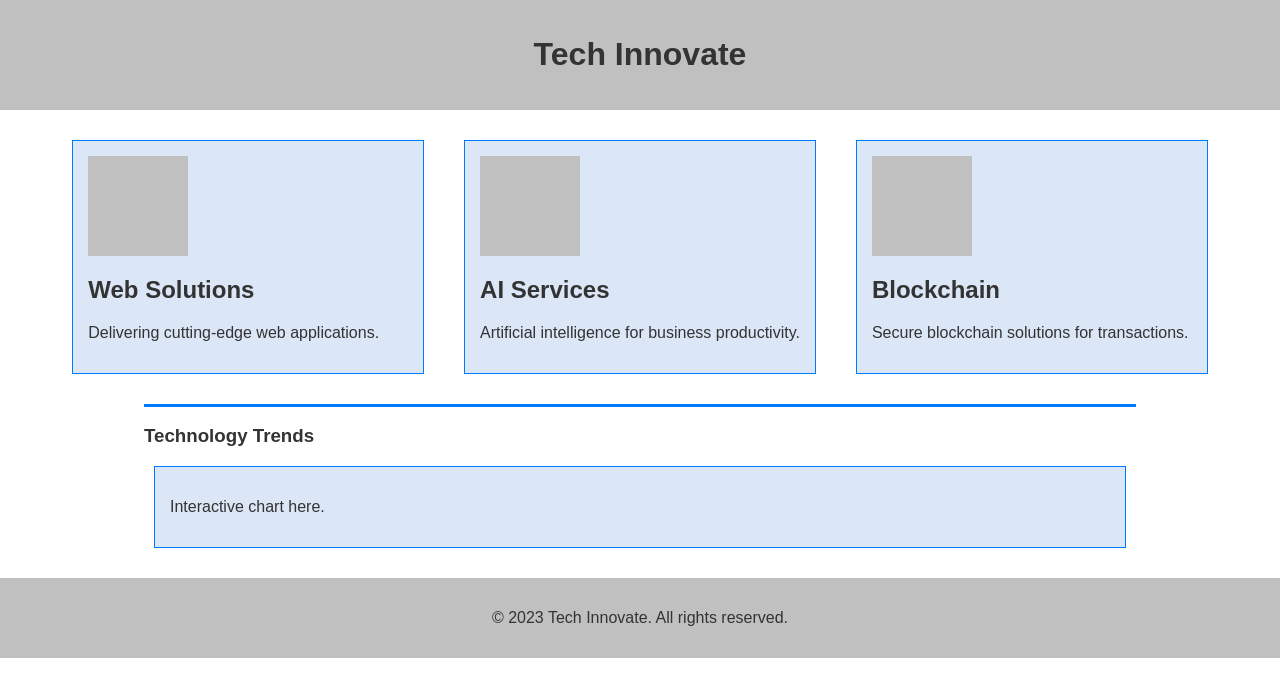 Tech Innovate
Web Solutions
Delivering cutting-edge web applications.
AI Services
Artificial intelligence for business productivity.
Blockchain
Secure blockchain solutions for transactions.
Technology Trends
Interactive chart here.
© 2023 Tech Innovate. All rights reserved.